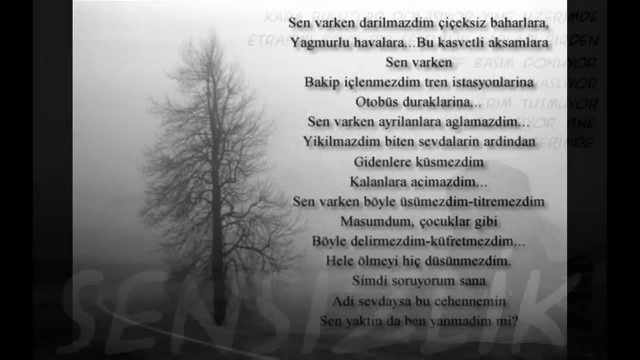 Sen varken darilmazdim çiçeksiz baharlara,
Yagmurlu havalara...Bu kasvetli aksamlara
Sen varken
Bakip içlenmezdim tren istasyonlarina
Otobüs duraklarina...
Sen varken ayrilanlara aglamazdim...
Yikilmazdim biten sevdalarin ardindan
Gidenlere küsmezdim
Kalanlara açimazdim...
Sen varken böyle üsümezdim-titremezdim
Masumdum, çocuklar gibi
Böyle delirmezdim-küfretmezdim...
Hele ölmeyi hiç düsünmezdim.
Simdi soruyorum sana
Adi sevdaysa bu cehennemin
Sen yaktin da ben yanmadim mi?
SENSIZLIK